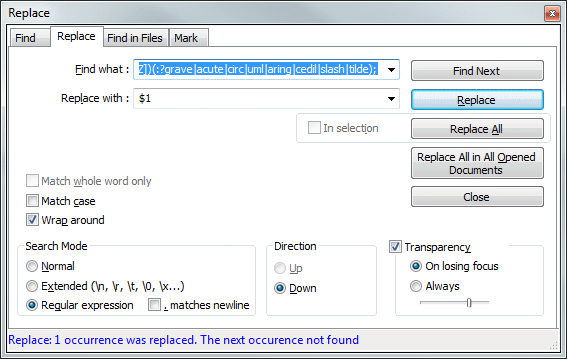 Replace
Find Replace Find in Files Mark
Find what : Z])(:?grave|acute|circ|uml|aring|cedil|slash|tilde); Find Next
Replace with : $1 Replace
In selection Replace All
Replace All in All Opened
Documents
Match whole word only
Close
Match case
Wrap around
Search Mode Direction Transparency
Normal Up On losing focus
Extended (\n, \r, \t, \0, \x...) Down Always
Regular expression . matches newline
Replace: 1 occurrence was replaced. The next occurence not found